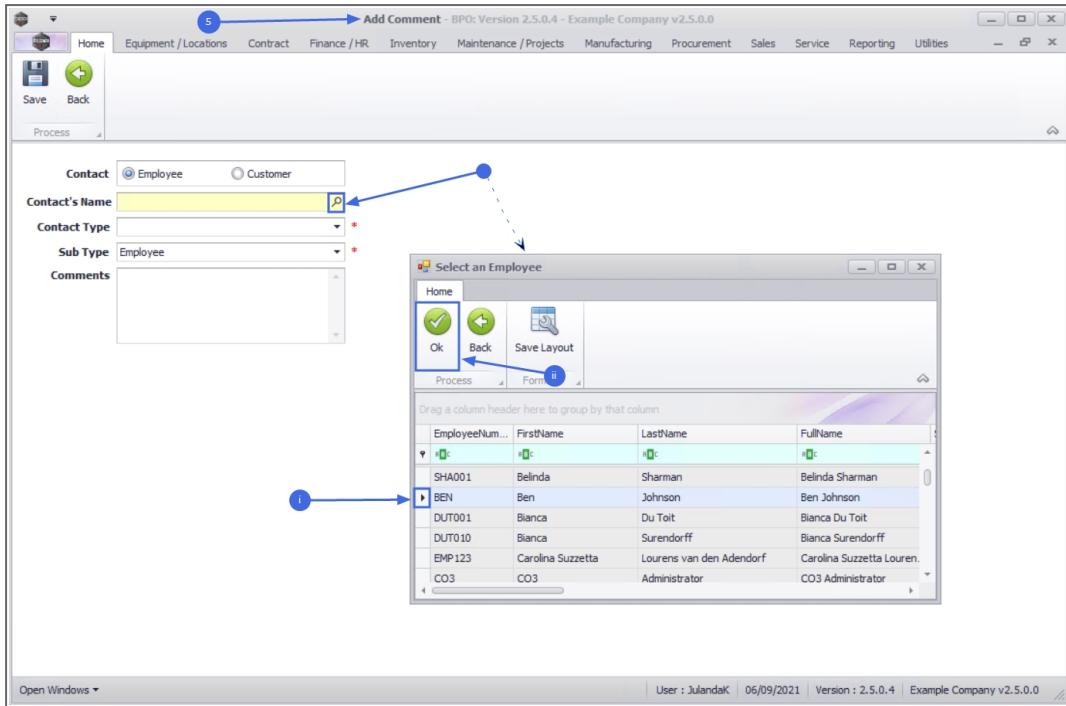 5
Add Comment - BPO: Version 2.5.0.4 - Example Company v2.5.0.0
Home Equipment / Locations Contract Finance / HR Inventory Maintenance / Projects Manufacturing Procurement Sales Service Reporting Utilities
Save Back
Process
Contact Employee Customer
Contact's Name
Contact Type *
Sub Type Employee *
Comments
Select an Employee
Home
Ok Back Save Layout
ii
Process Form
Drag a column header here to group by that column
EmployeeNum... FirstName LastName FullName
SHA001 Belinda Sharman Belinda Sharman
i
BEN Ben Johnson Ben Johnson
DUT001 Bianca Du Toit Bianca Du Toit
DUT010 Bianca Surendorff Bianca Surendorff
EMP123 Carolina Suzzetta Lourens van den Adendorf Carolina Suzzetta Louren.
CO3 CO3 Administrator CO3 Administrator
Open Windows User : JulandaK 06/09/2021 Version : 2.5.0.4 Example Company v2.5.0.0